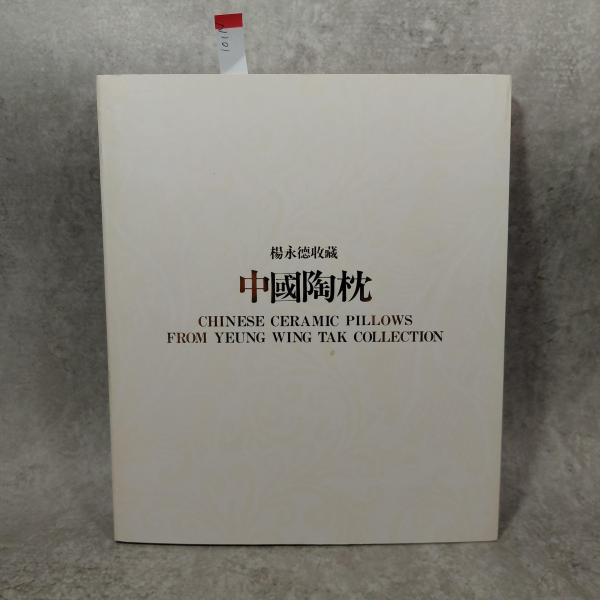 楊永德收藏
中國陶枕
CHINESE CERAMIC PILLOWS
FROM YEUNG WING TAK COLLECTION